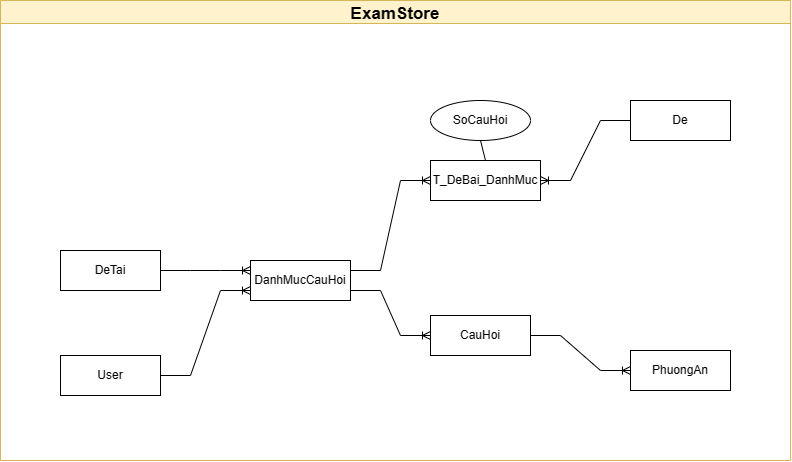 ExamStore
SoCauHoi
De
T_DeBai_DanhMuc
DeTai
DanhMucCauHoi
CauHoi
User
PhuongAn